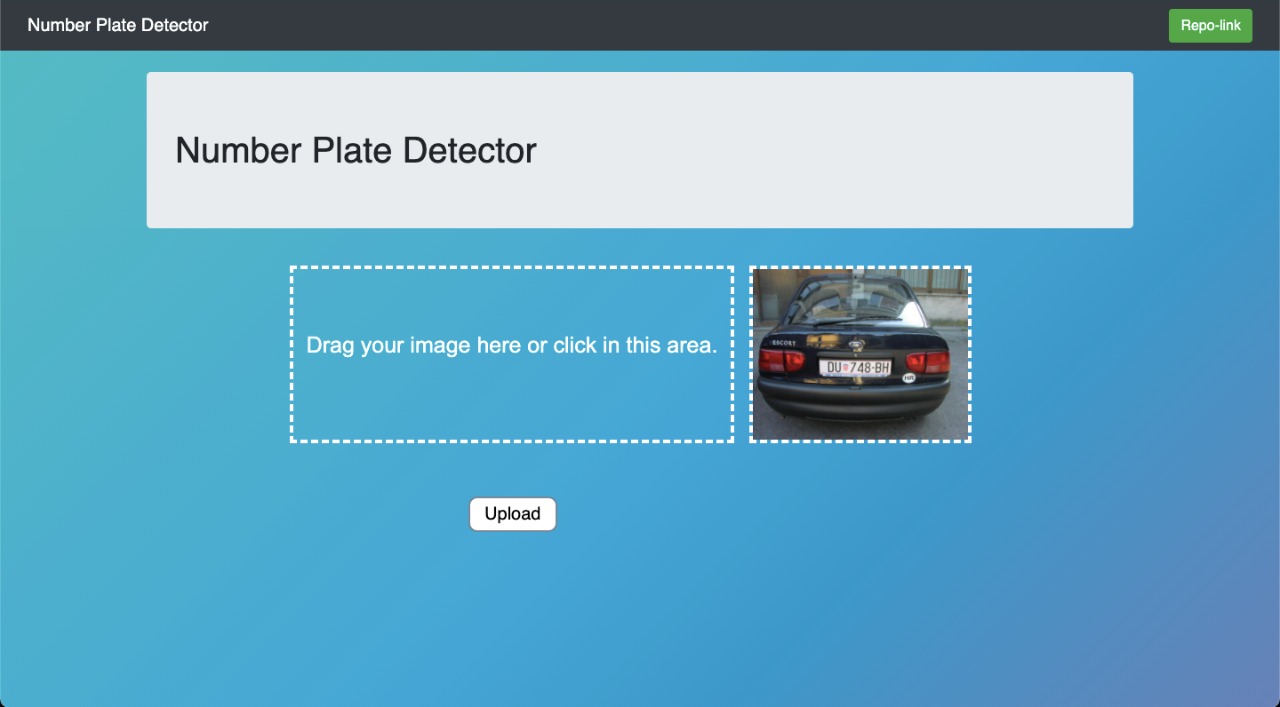 Number Plate Detector
Repo-link
Number Plate Detector
Drag your image here or click in this area.
ESCORT
DU 748-BH
HR
Upload